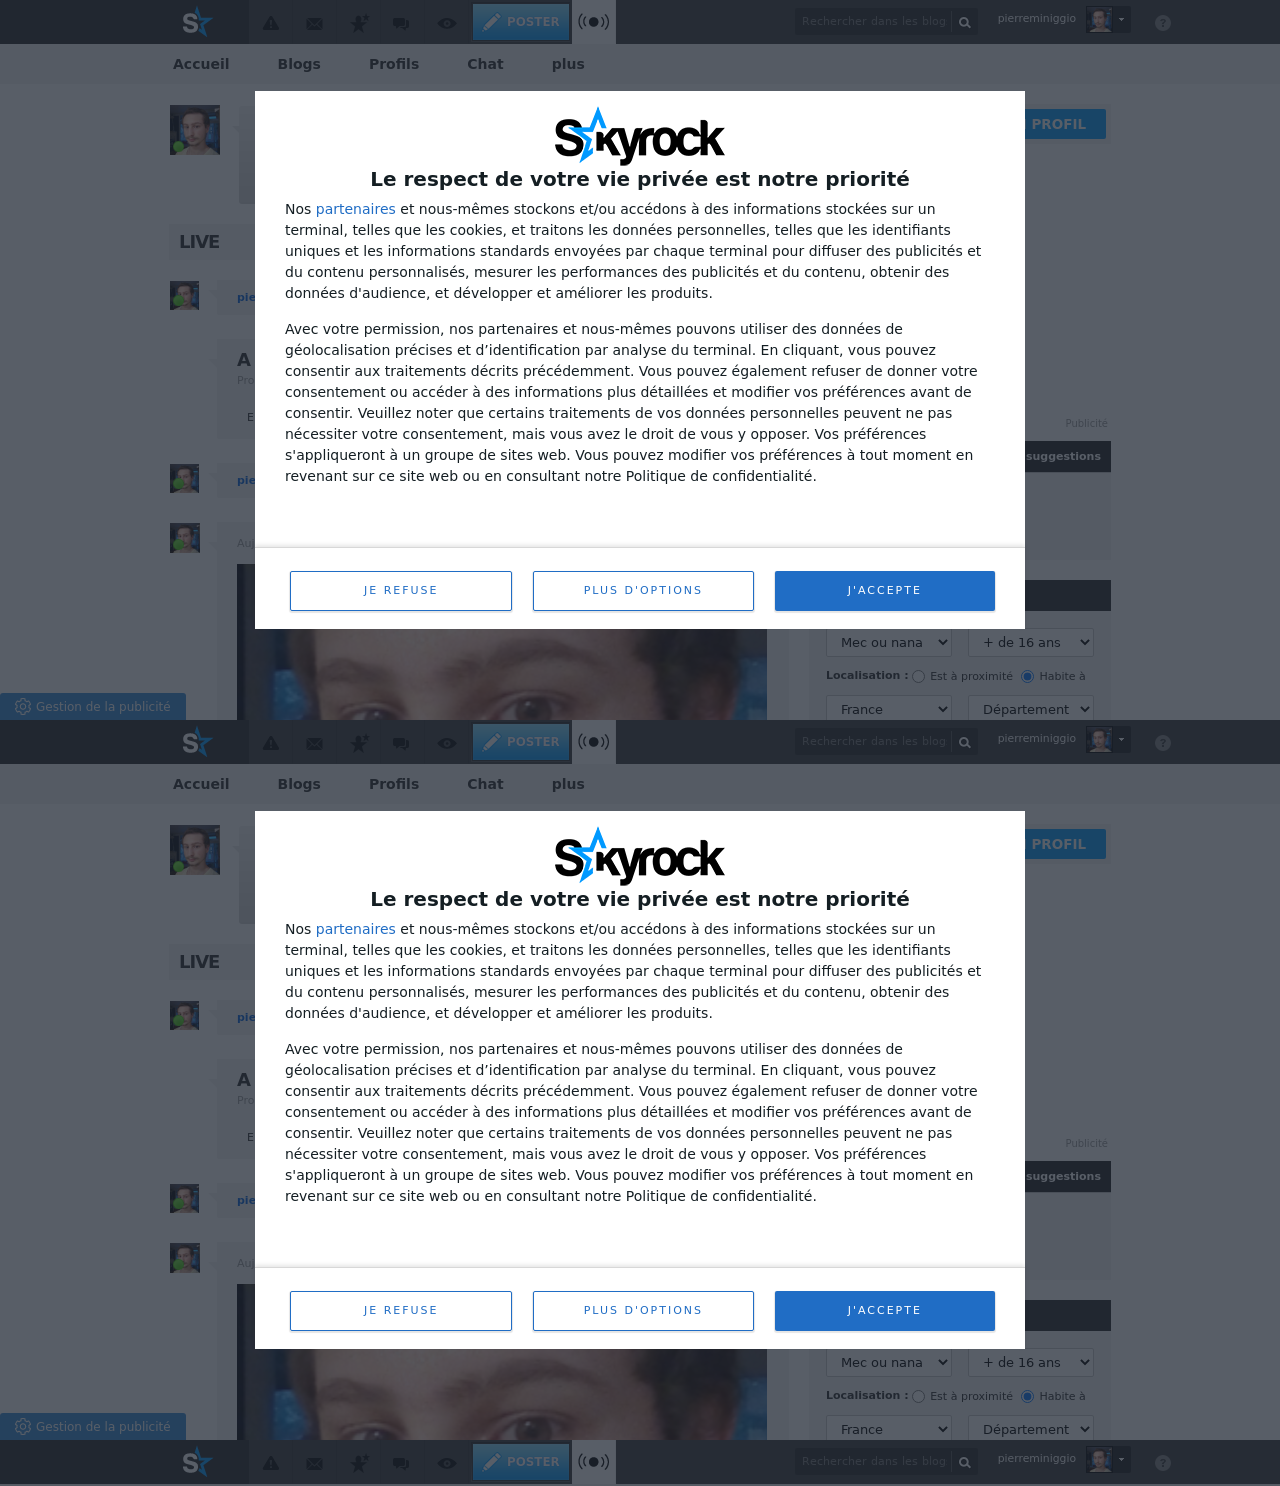 S POSTER Rechercher dans les blog pierreminiggio ?
Accueil Blogs Profils Chat plus
PROFIL
Skyrock
Le respect de votre vie privée est notre priorité
Nos partenaires et nous-mêmes stockons et/ou accédons à des informations stockées sur un
terminal, telles que les cookies, et traitons les données personnelles, telles que les identifiants
uniques et les informations standards envoyées par chaque terminal pour diffuser des publicités et
du contenu personnalisés, mesurer les performances des publicités et du contenu, obtenir des
données d'audience, et développer et améliorer les produits.
Avec votre permission, nos partenaires et nous-mêmes pouvons utiliser des données de
géolocalisation précises et d’identification par analyse du terminal. En cliquant, vous pouvez
consentir aux traitements décrits précédemment. Vous pouvez également refuser de donner votre
consentement ou accéder à des informations plus détaillées et modifier vos préférences avant de
consentir. Veuillez noter que certains traitements de vos données personnelles peuvent ne pas
nécessiter votre consentement, mais vous avez le droit de vous y opposer. Vos préférences
s'appliqueront à un groupe de sites web. Vous pouvez modifier vos préférences à tout moment en
revenant sur ce site web ou en consultant notre Politique de confidentialité.
JE REFUSE PLUS D'OPTIONS J'ACCEPTE
LIVE
pie
A
Pro
E
pie
Au
Publicité
suggestions
Mec ou nana + de 16 ans
Localisation : Est à proximité Habite à
France Département
Gestion de la publicité
S POSTER Rechercher dans les blog pierreminiggio ?
Accueil Blogs Profils Chat plus
PROFIL
Skyrock
Le respect de votre vie privée est notre priorité
Nos partenaires et nous-mêmes stockons et/ou accédons à des informations stockées sur un
terminal, telles que les cookies, et traitons les données personnelles, telles que les identifiants
uniques et les informations standards envoyées par chaque terminal pour diffuser des publicités et
du contenu personnalisés, mesurer les performances des publicités et du contenu, obtenir des
données d'audience, et développer et améliorer les produits.
Avec votre permission, nos partenaires et nous-mêmes pouvons utiliser des données de
géolocalisation précises et d’identification par analyse du terminal. En cliquant, vous pouvez
consentir aux traitements décrits précédemment. Vous pouvez également refuser de donner votre
consentement ou accéder à des informations plus détaillées et modifier vos préférences avant de
consentir. Veuillez noter que certains traitements de vos données personnelles peuvent ne pas
nécessiter votre consentement, mais vous avez le droit de vous y opposer. Vos préférences
s'appliqueront à un groupe de sites web. Vous pouvez modifier vos préférences à tout moment en
revenant sur ce site web ou en consultant notre Politique de confidentialité.
JE REFUSE PLUS D'OPTIONS J'ACCEPTE
LIVE
pie
A
Pro
E
pie
Au
Publicité
suggestions
Mec ou nana + de 16 ans
Localisation : Est à proximité Habite à
France Département
Gestion de la publicité
S POSTER Rechercher dans les blog pierreminiggio ?